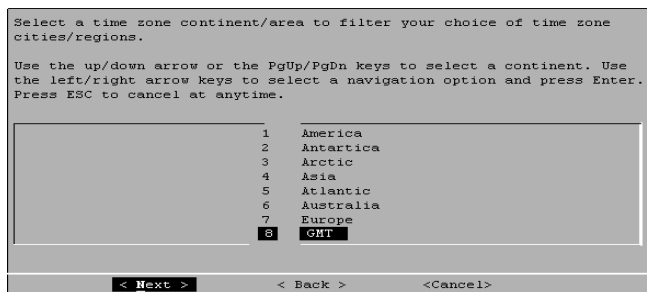 Select a time zone continent/area to filter your choice of time zone
cities/regions.
Use the up/down arrow or the PgUp/PgDn keys to select a continent. Use
the left/right arrow keys to select a navigation option and press Enter.
Press ESC to cancel at anytime.
1 America
2 Antartica
3 Arctic
4 Asia
5 Atlantic
6 Australia
7 Europe
8 GMT
< Next > < Back > <Cancel>